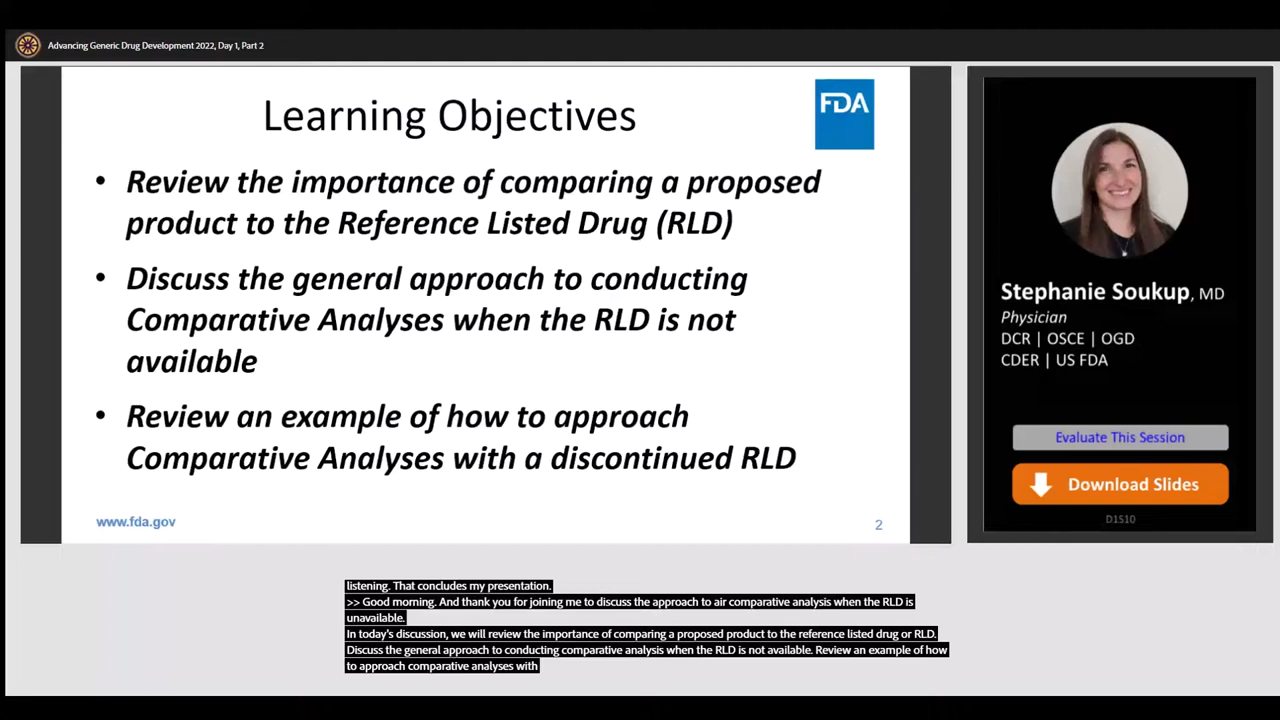 Advancing Generic Drug Development 2022, Day 1, Part 2
Learning Objectives
FDA
• Review the importance of comparing a proposed
product to the Reference Listed Drug (RLD)
• Discuss the general approach to conducting
Comparative Analyses when the RLD is not
available
• Review an example of how to approach
Comparative Analyses with a discontinued RLD
www.fda.gov
2
Stephanie Soukup, MD
Physician
DCR | OSCE | OGD
CDER | US FDA
Evaluate This Session
Download Slides
D1S10
listening. That concludes my presentation.
>> Good morning. And thank you for joining me to discuss the approach to air comparative analysis when the RLD is
unavailable.
In today's discussion, we will review the importance of comparing a proposed product to the reference listed drug or RLD.
Discuss the general approach to conducting comparative analysis when the RLD is not available. Review an example of how
to approach comparative analyses with